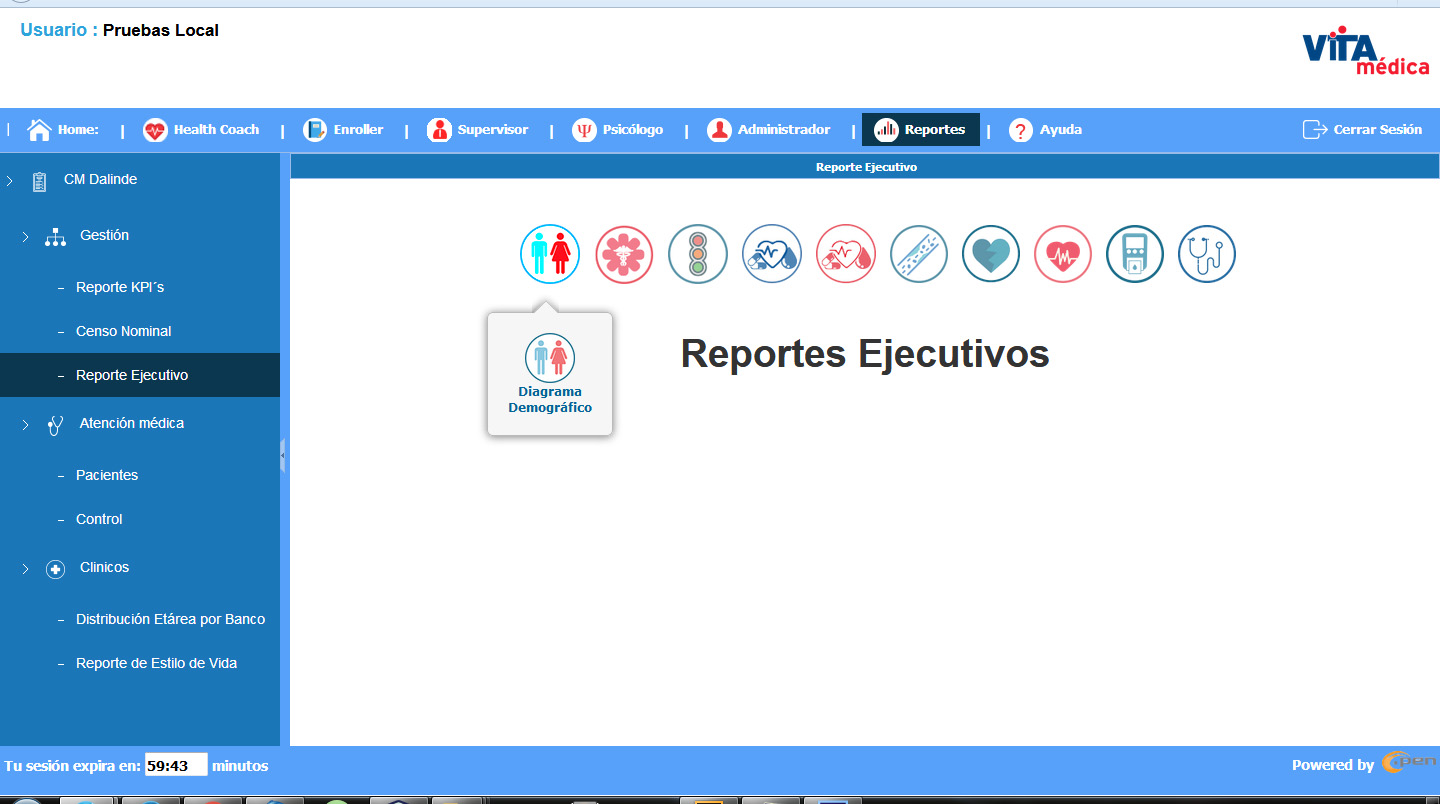 Usuario : Pruebas Local
VITA
médica
| Home: | Health Coach | Enroller | Supervisor | Psicólogo | Administrador | Reportes | ? Ayuda Cerrar Sesión
CM Dalinde
Gestión
– Reporte KPI´s
– Censo Nominal
– Reporte Ejecutivo
Atención médica
– Pacientes
– Control
Clinicos
– Distribución Etárea por Banco
– Reporte de Estilo de Vida
Reporte Ejecutivo
Diagrama
Demográfico
Reportes Ejecutivos
Tu sesión expira en: 59:43 minutos
Powered by Open